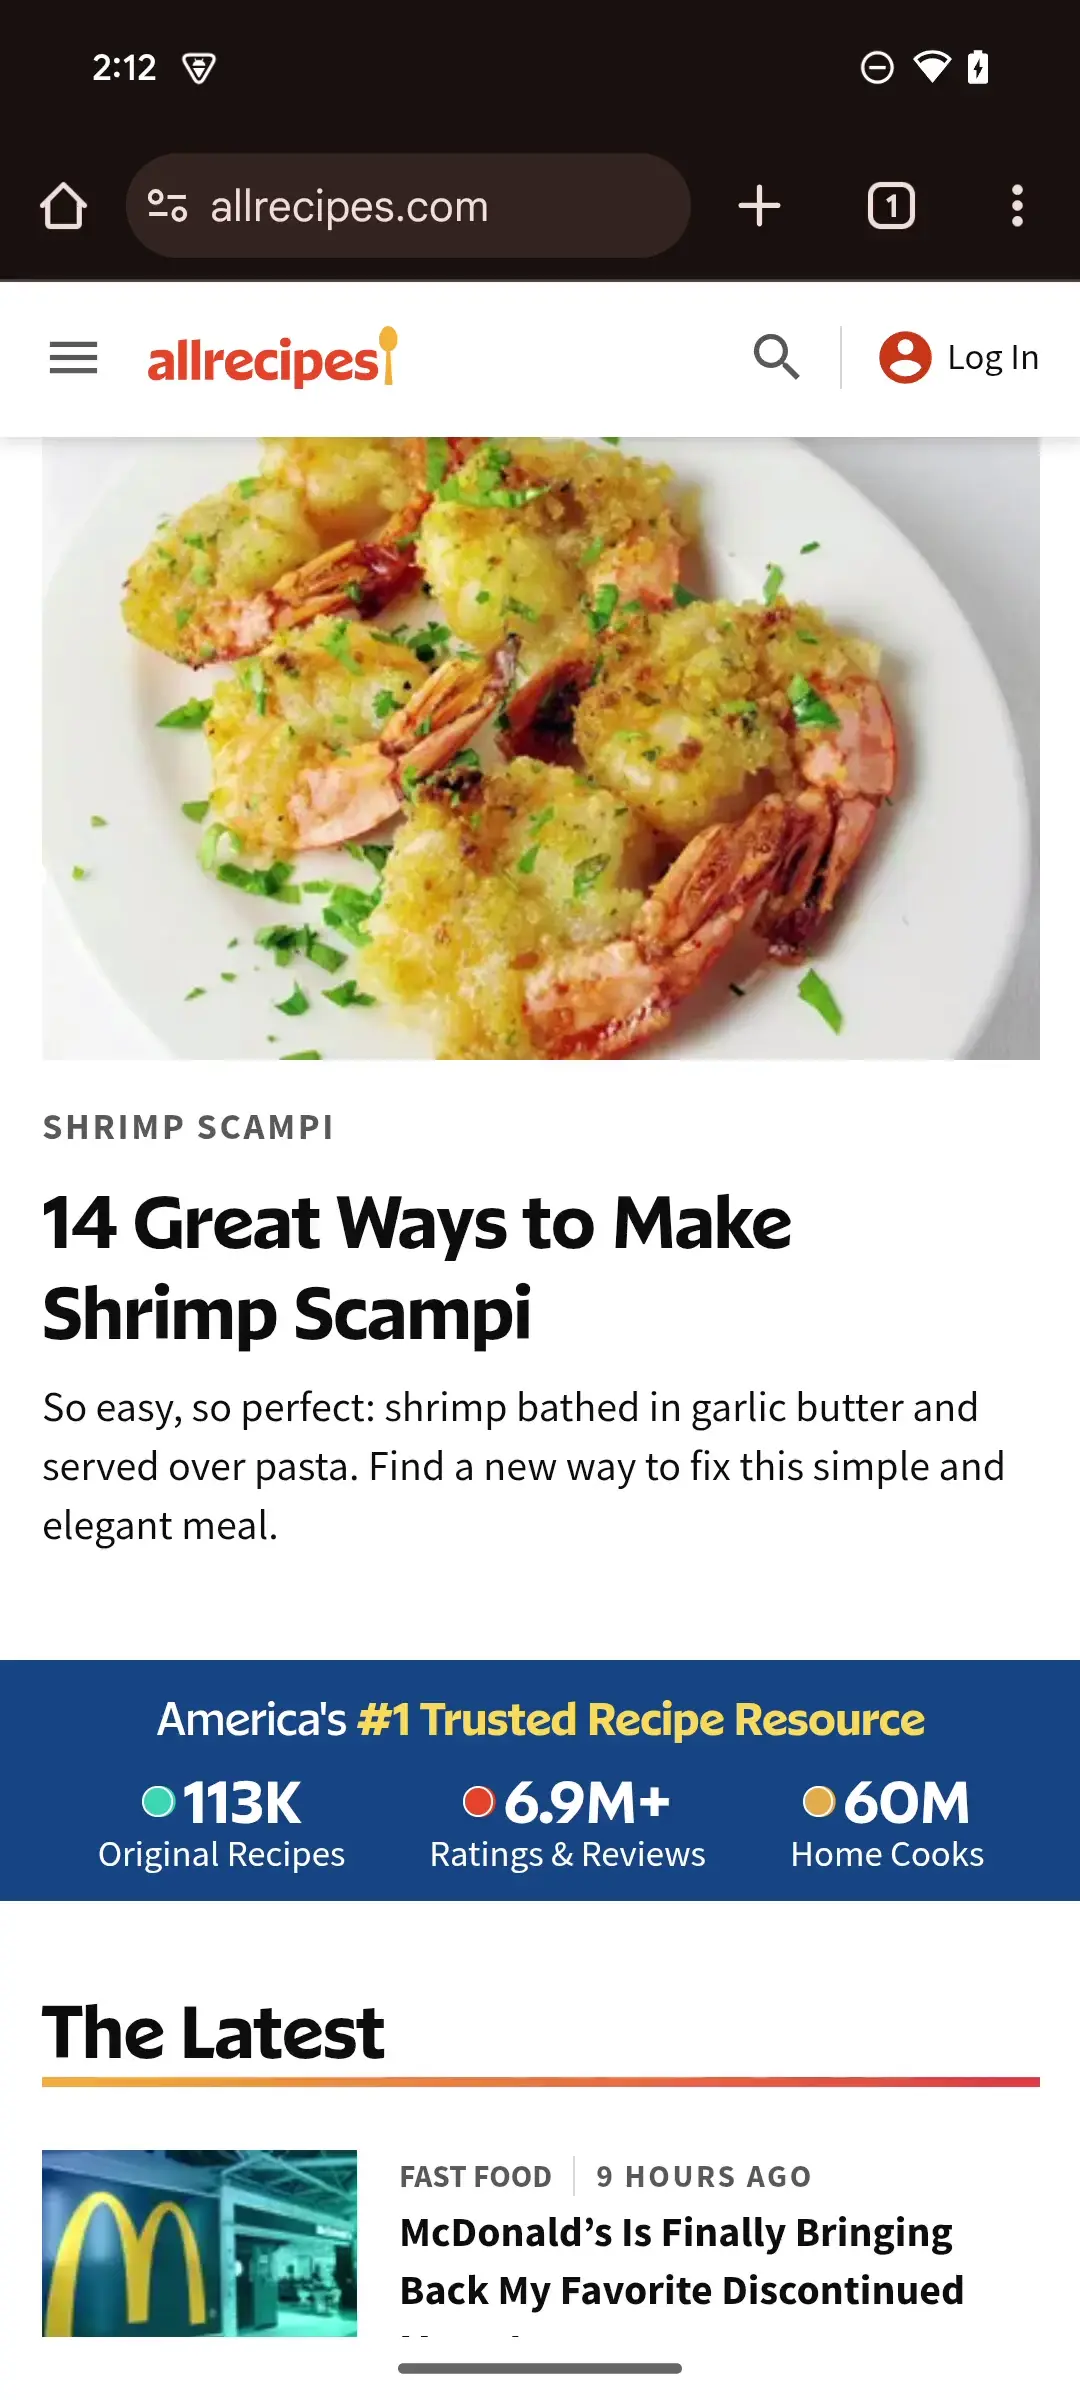 2:12
allrecipes.com
1
allrecipes
Log In
SHRIMP SCAMPI
14 Great Ways to Make
Shrimp Scampi
So easy, so perfect: shrimp bathed in garlic butter and
served over pasta. Find a new way to fix this simple and
elegant meal.
America's #1 Trusted Recipe Resource
113K 6.9M+ 60M
Original Recipes Ratings & Reviews Home Cooks
The Latest
FAST FOOD 9 HOURS AGO
McDonald’s Is Finally Bringing
Back My Favorite Discontinued